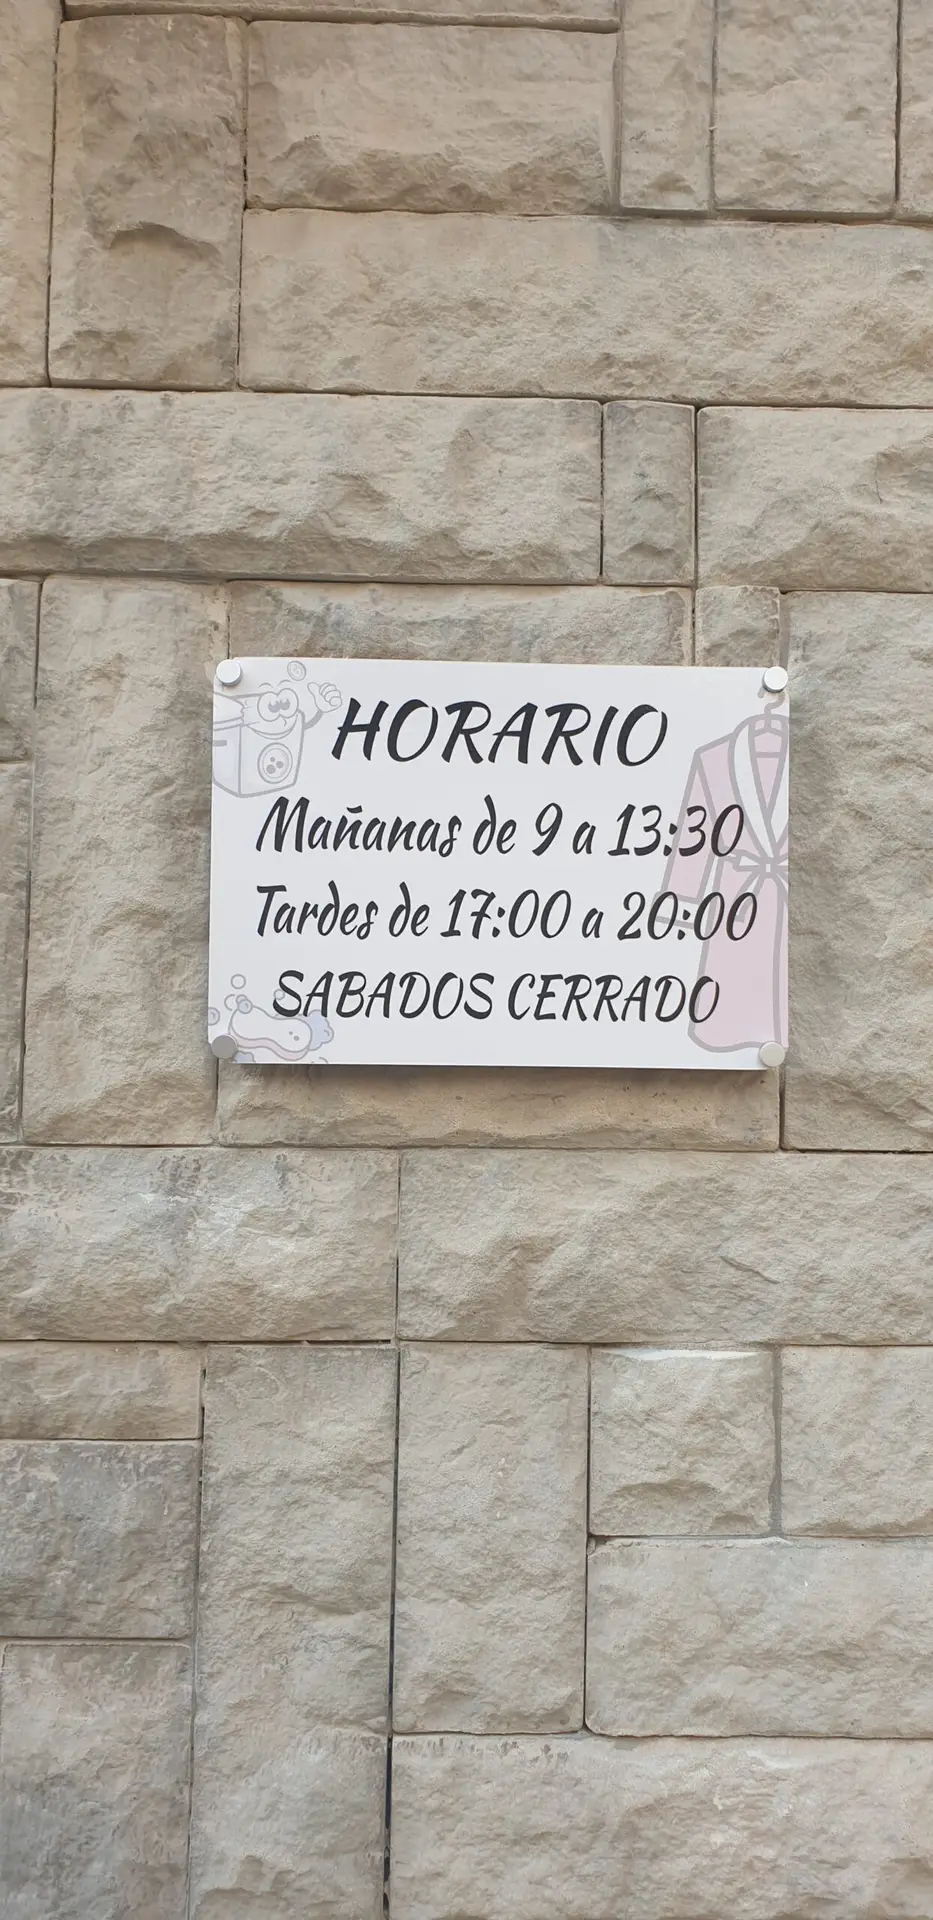 HORARIO
Mañanas de 9 a 13:30
Tardes de 17:00 a 20:00
SABADOS CERRADO